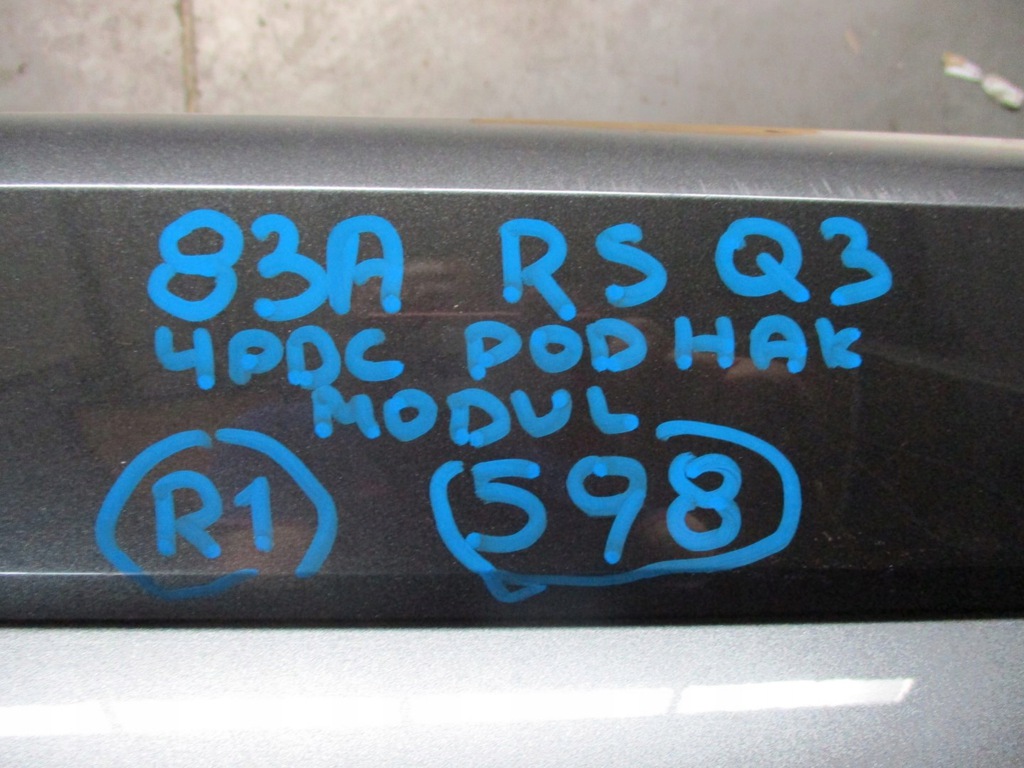 83A RS Q3
4PDC POD HAK
MODUL
R1 598